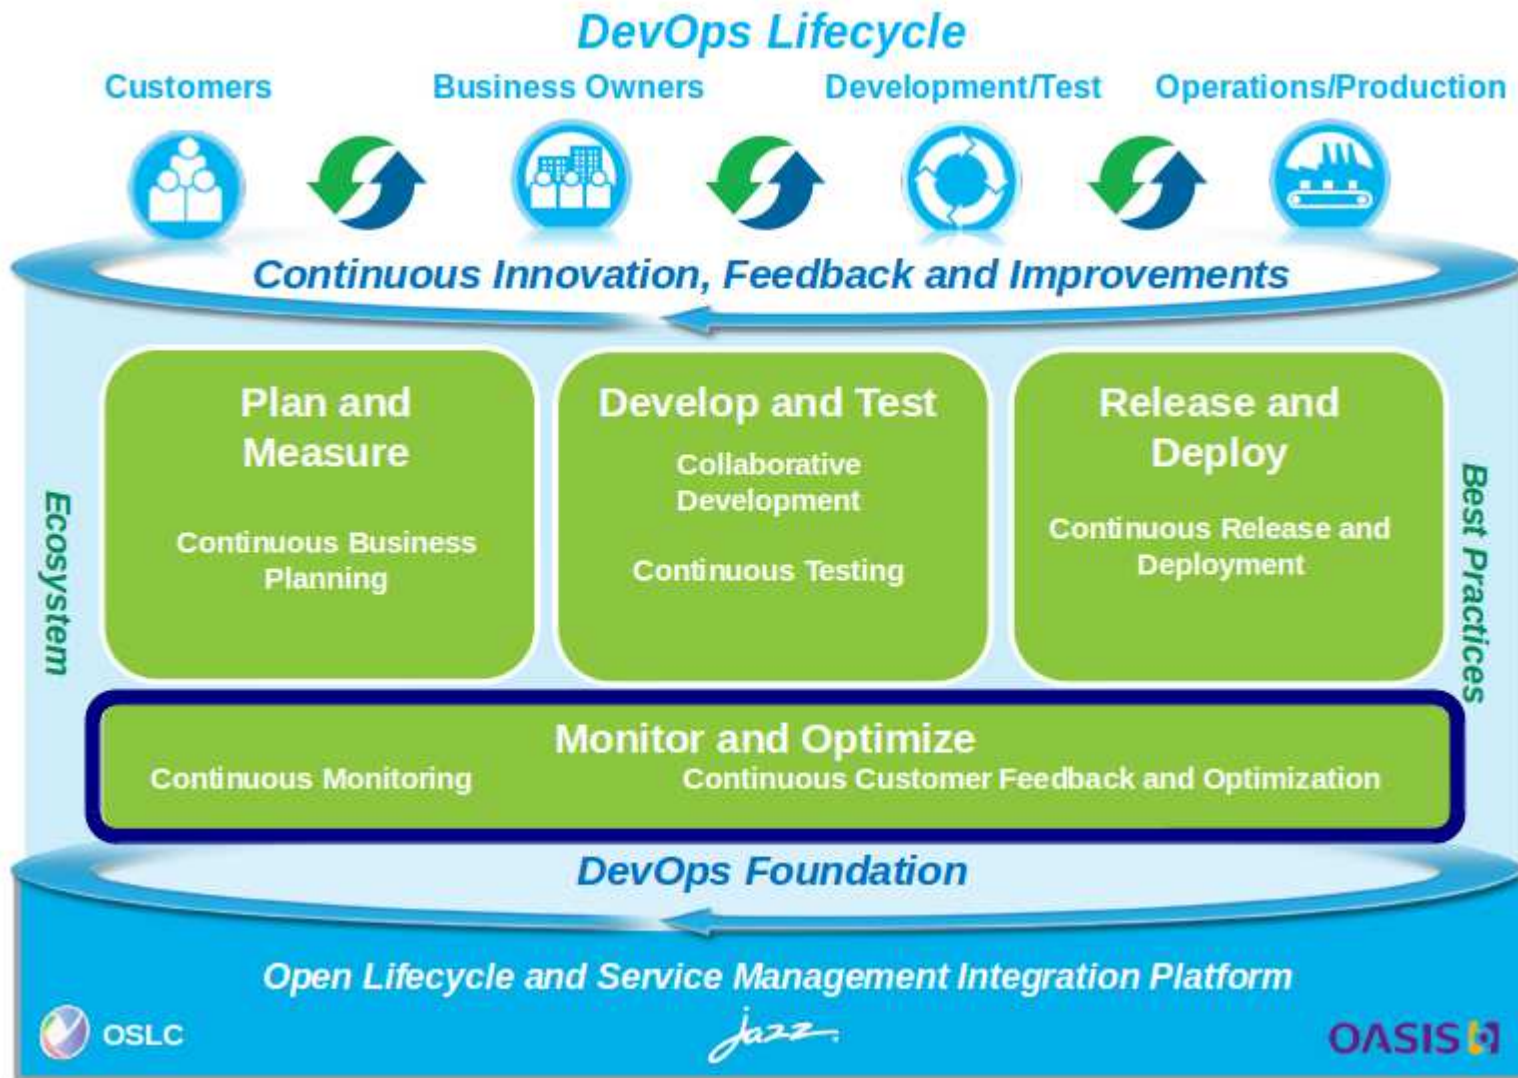 DevOps Lifecycle
Customers
Business Owners
Development/Test
Operations/Production
Continuous Innovation, Feedback and Improvements
Ecosystem
Plan and
Measure
Continuous Business
Planning
Develop and Test
Collaborative
Development
Continuous Testing
Release and
Deploy
Continuous Release and
Deployment
Best Practices
Monitor and Optimize
Continuous Monitoring
Continuous Customer Feedback and Optimization
DevOps Foundation
Open Lifecycle and Service Management Integration Platform
OSLC
jazz
OASIS